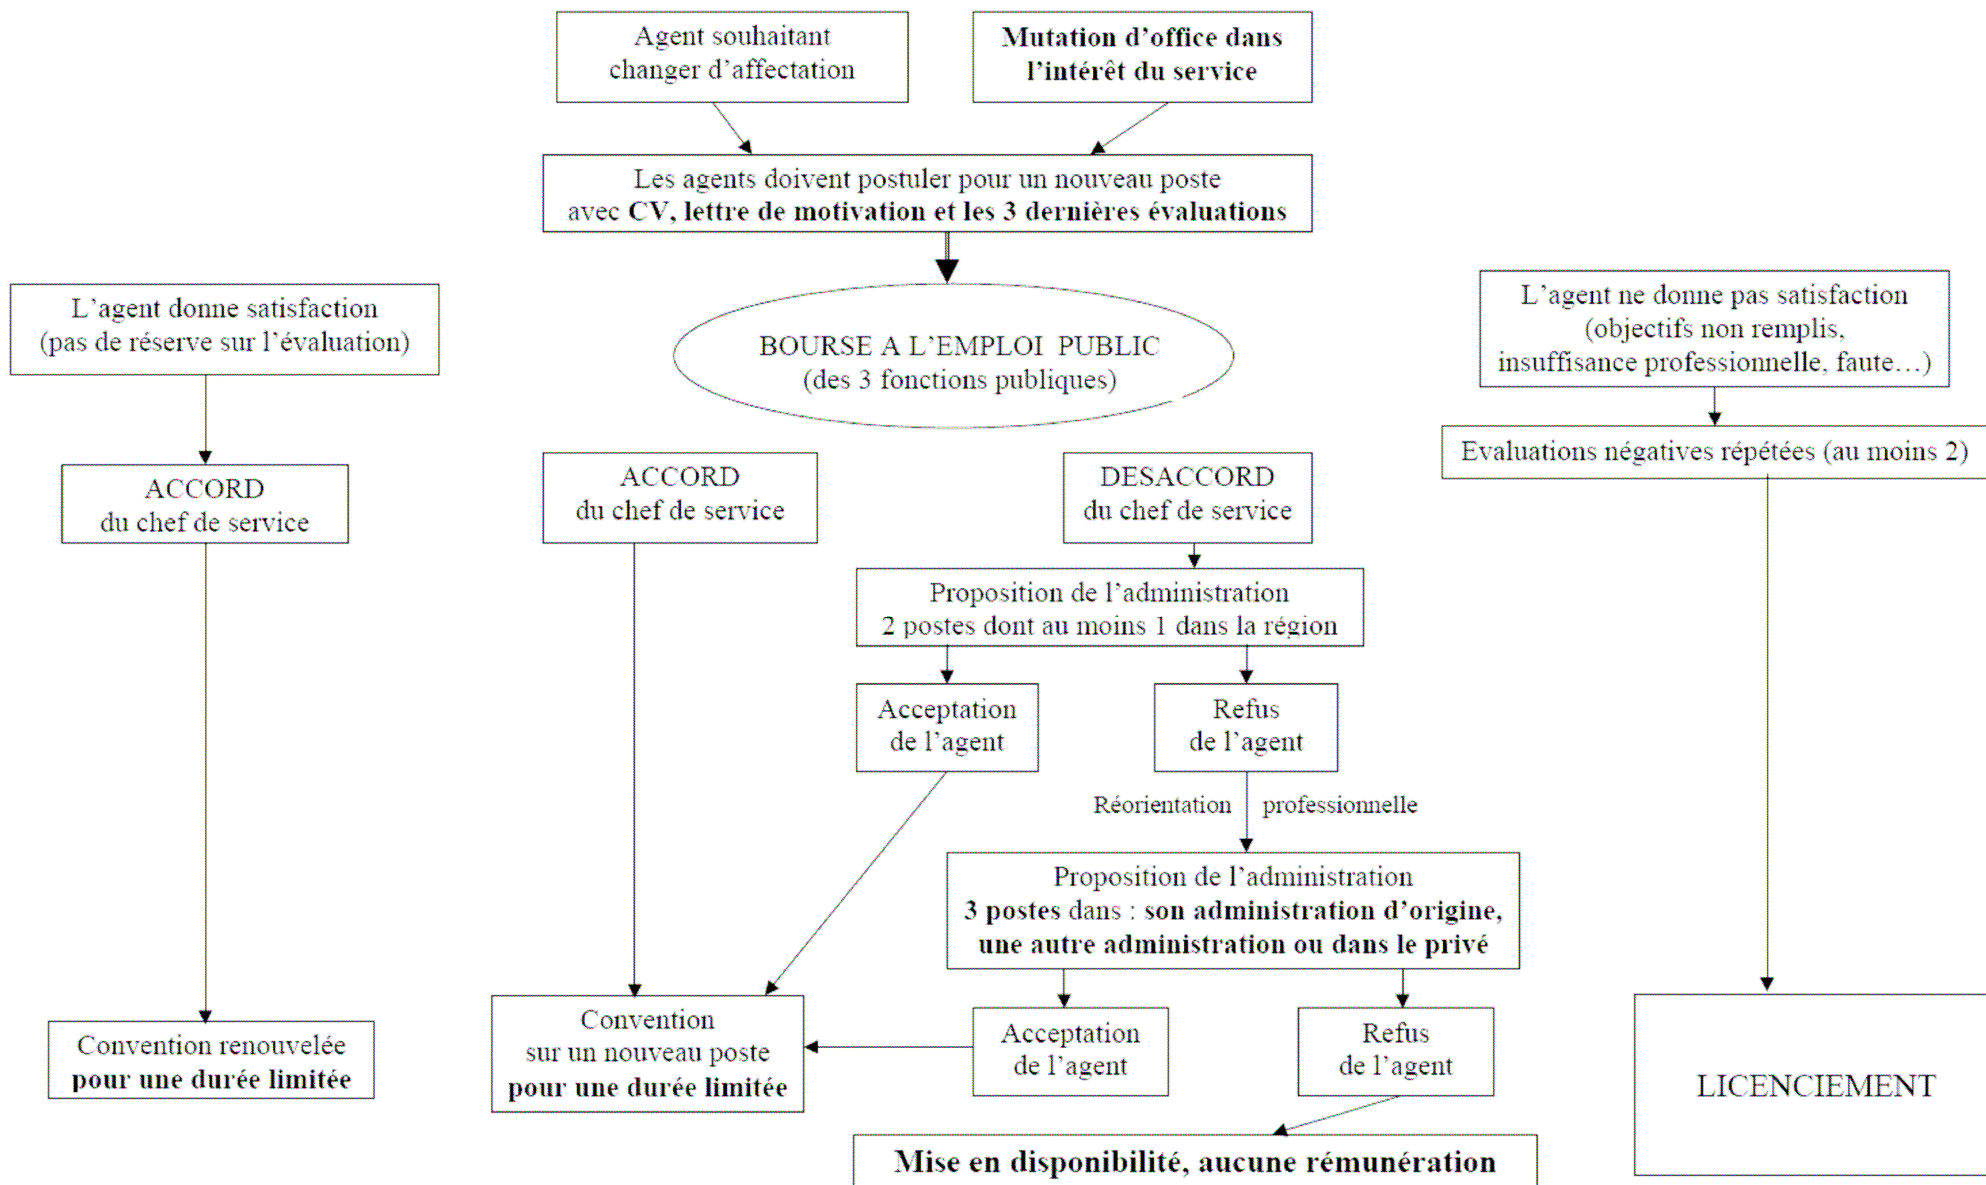 Agent souhaitant
changer d'affectation
Mutation d'office dans
l'intérêt du service
Les agents doivent postuler pour un nouveau poste
avec CV, lettre de motivation et les 3 dernières évaluations
L'agent donne satisfaction
(pas de réserve sur l'évaluation)
BOURSE A L'EMPLOI PUBLIC
(des 3 fonctions publiques)
L'agent ne donne pas satisfaction
(objectifs non remplis,
insuffisance professionnelle, faute…)
Evaluations négatives répétées (au moins 2)
ACCORD
du chef de service
ACCORD
du chef de service
DESACCORD
du chef de service
Proposition de l'administration
2 postes dont au moins 1 dans la région
Acceptation
de l'agent
Refus
de l'agent
Réorientation professionnelle
Proposition de l'administration
3 postes dans : son administration d'origine,
une autre administration ou dans le privé
Convention renouvelée
pour une durée limitée
Convention
sur un nouveau poste
pour une durée limitée
Acceptation
de l'agent
Refus
de l'agent
LICENCIEMENT
Mise en disponibilité, aucune rémunération